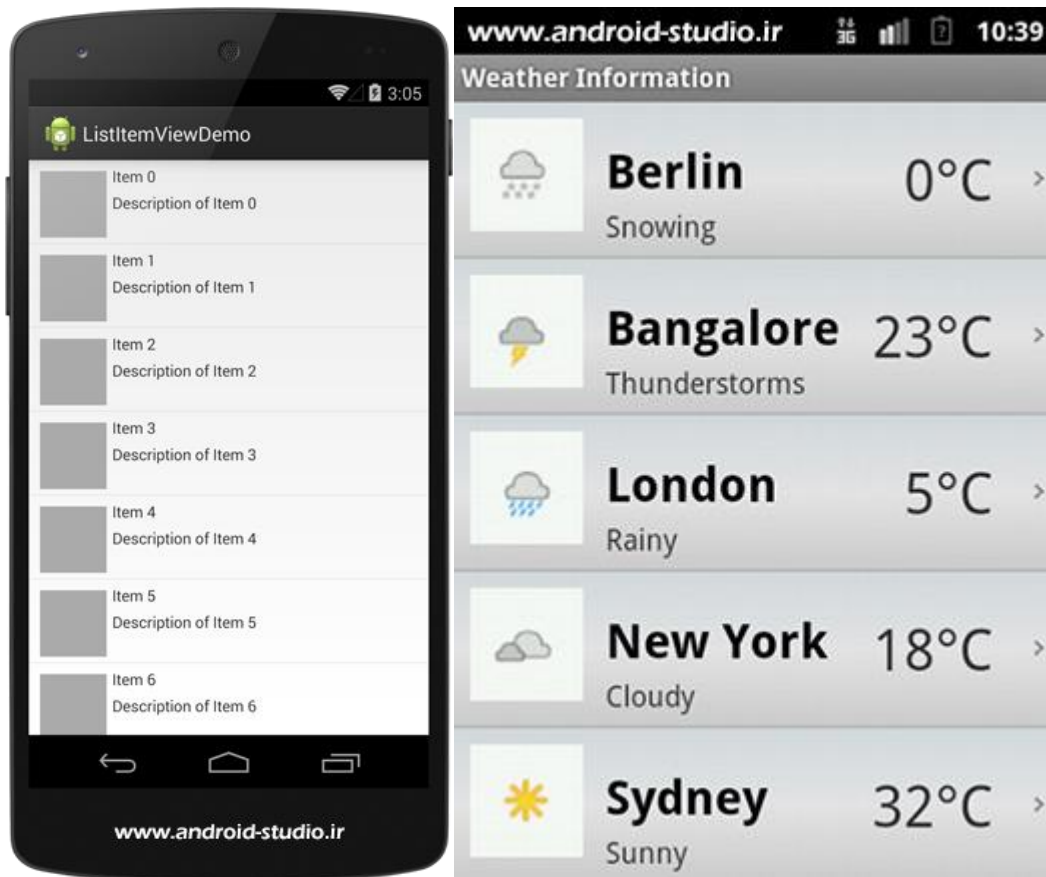 3:05
ListItemViewDemo
Item 0
Description of Item 0
Item 1
Description of Item 1
Item 2
Description of Item 2
Item 3
Description of Item 3
Item 4
Description of Item 4
Item 5
Description of Item 5
Item 6
Description of Item 6
www.android-studio.ir
www.android-studio.ir 3G 10:39
Weather Information
Berlin 0°C
Snowing
Bangalore 23°C
Thunderstorms
London 5°C
Rainy
New York 18°C
Cloudy
Sydney 32°C
Sunny